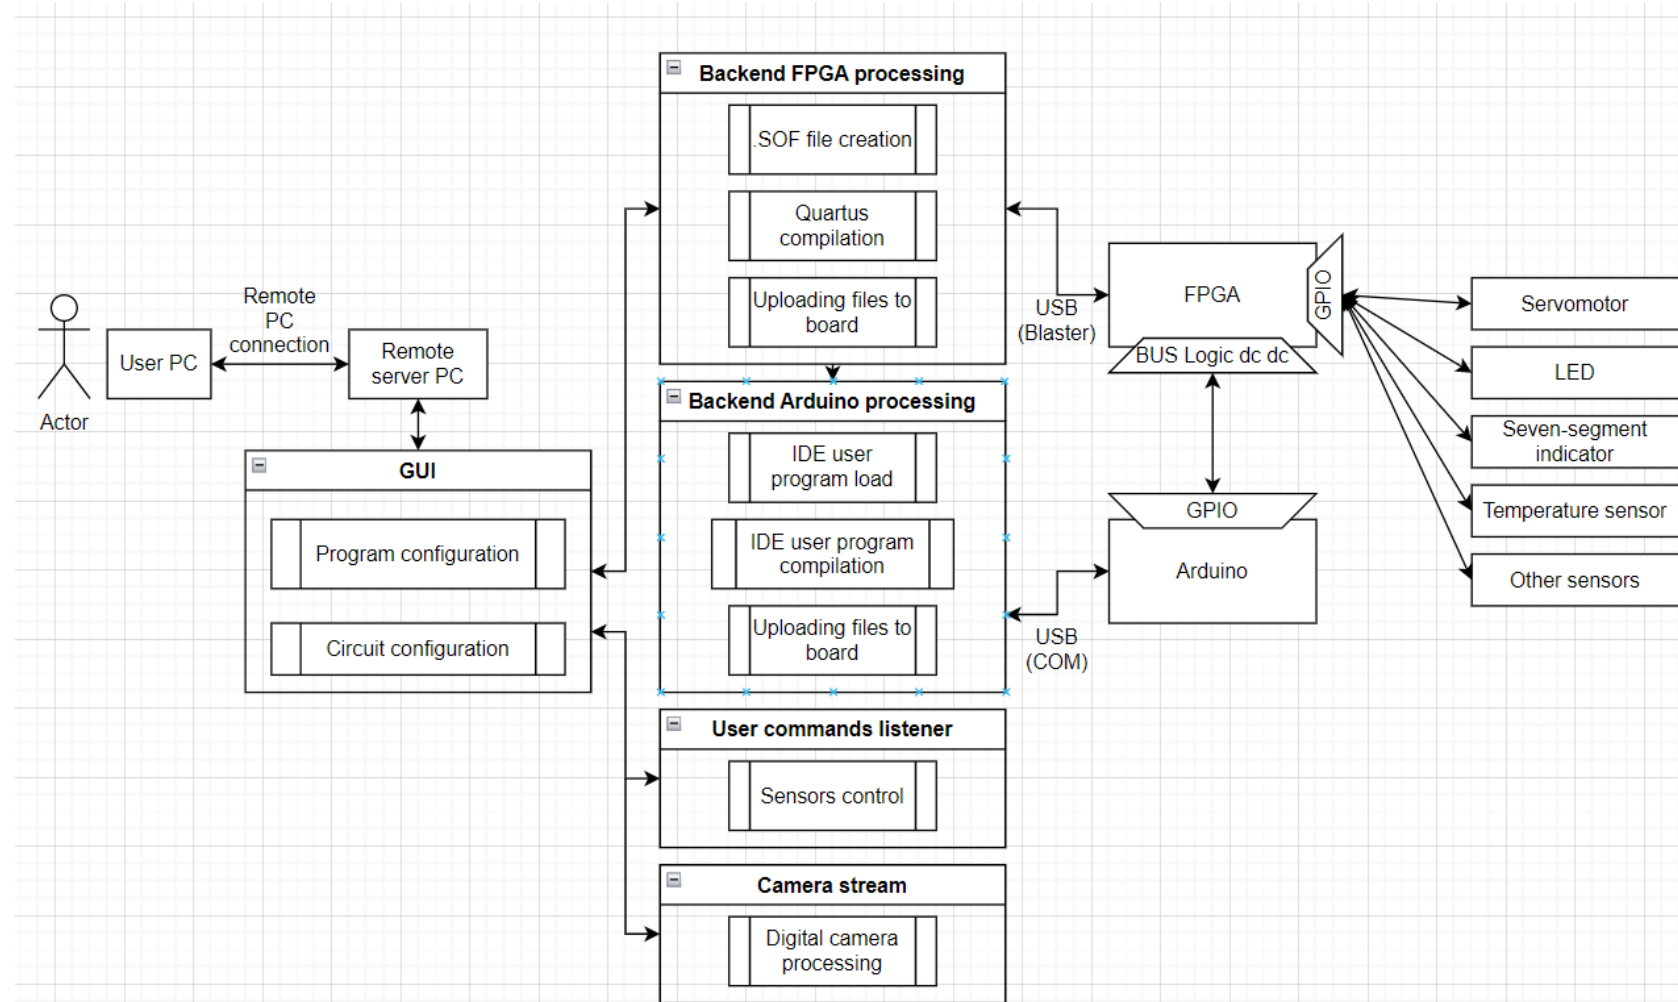 Backend FPGA processing
.SOF file creation
Quartus
compilation
Uploading files to
board
Actor
User PC
Remote
PC
connection
Remote
server PC
GUI
Program configuration
Circuit configuration
Backend Arduino processing
IDE user
program load
IDE user program
compilation
Uploading files to
board
User commands listener
Sensors control
Camera stream
Digital camera
processing
USB
(Blaster)
FPGA
GPIO
BUS Logic dc dc
GPIO
Arduino
USB
(COM)
Servomotor
LED
Seven-segment
indicator
Temperature sensor
Other sensors